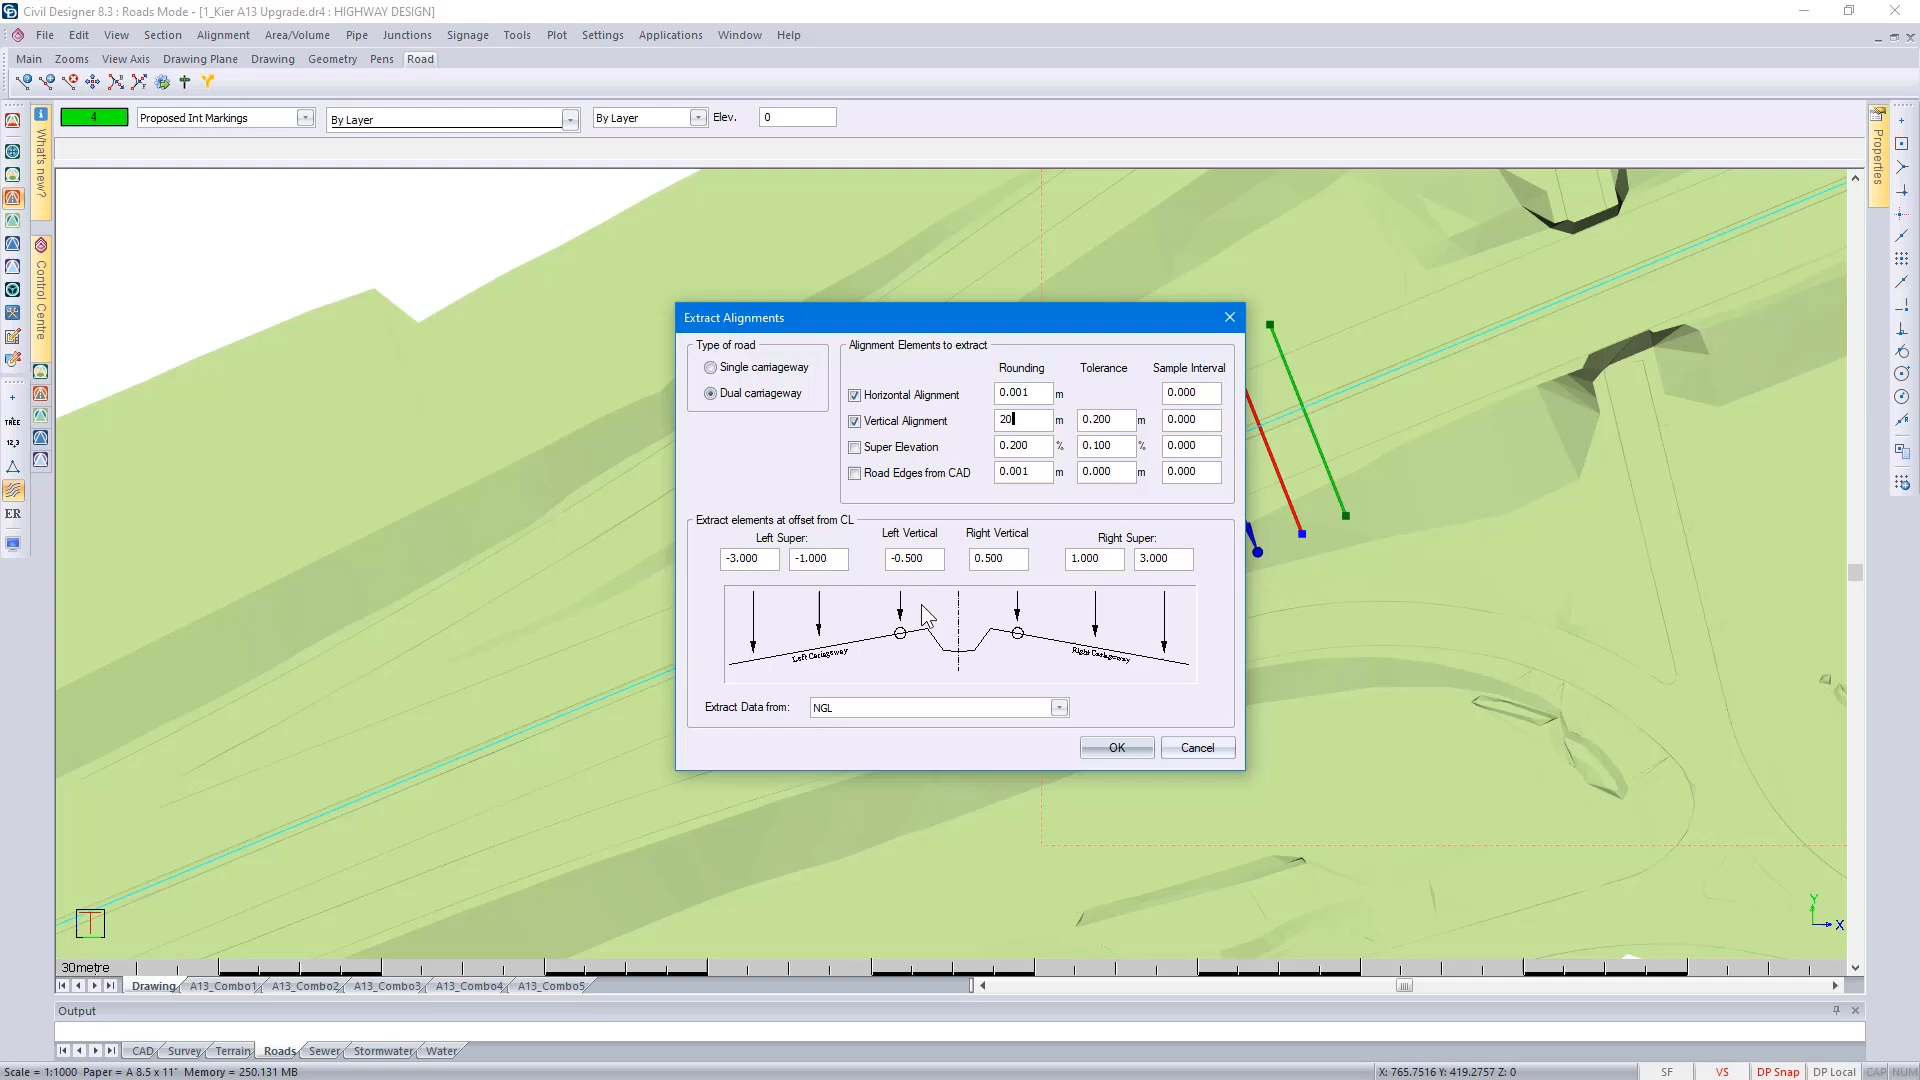 Civil Designer 8.3 : Roads Mode - [1_Kier A13 Upgrade.dr4 : HIGHWAY DESIGN]
File Edit View Section Alignment Area/Volume Pipe Junctions Signage Tools Plot Settings Applications Window Help
Main Zooms View Axis Drawing Plane Drawing Geometry Pens Road
4 Proposed Int Markings By Layer By Layer Elev. 0
What's new?
Control Centre
Properties
TREE
12.3
ER
Extract Alignments
Type of road
Single carriageway
Dual carriageway
Alignment Elements to extract
Rounding Tolerance Sample Interval
Horizontal Alignment 0.001 m 0.000
Vertical Alignment 20 m 0.200 m 0.000
Super Elevation 0.200 % 0.100 % 0.000
Road Edges from CAD 0.001 m 0.000 m 0.000
Extract elements at offset from CL
Left Super: Left Vertical Right Vertical Right Super:
-3.000 -1.000 -0.500 0.500 1.000 3.000
Left Carriageway Right Carriageway
Extract Data from: NGL
OK Cancel
T
Y
X
30metre
Drawing A13_Combo1 A13_Combo2 A13_Combo3 A13_Combo4 A13_Combo5
Output
CAD Survey Terrain Roads Sewer Stormwater Water
Scale = 1:1000 Paper = A 8.5 x 11" Memory = 250.131 MB X: 765.7516 Y: 419.2757 Z: 0 SF VS DP Snap DP Local CAP NUM